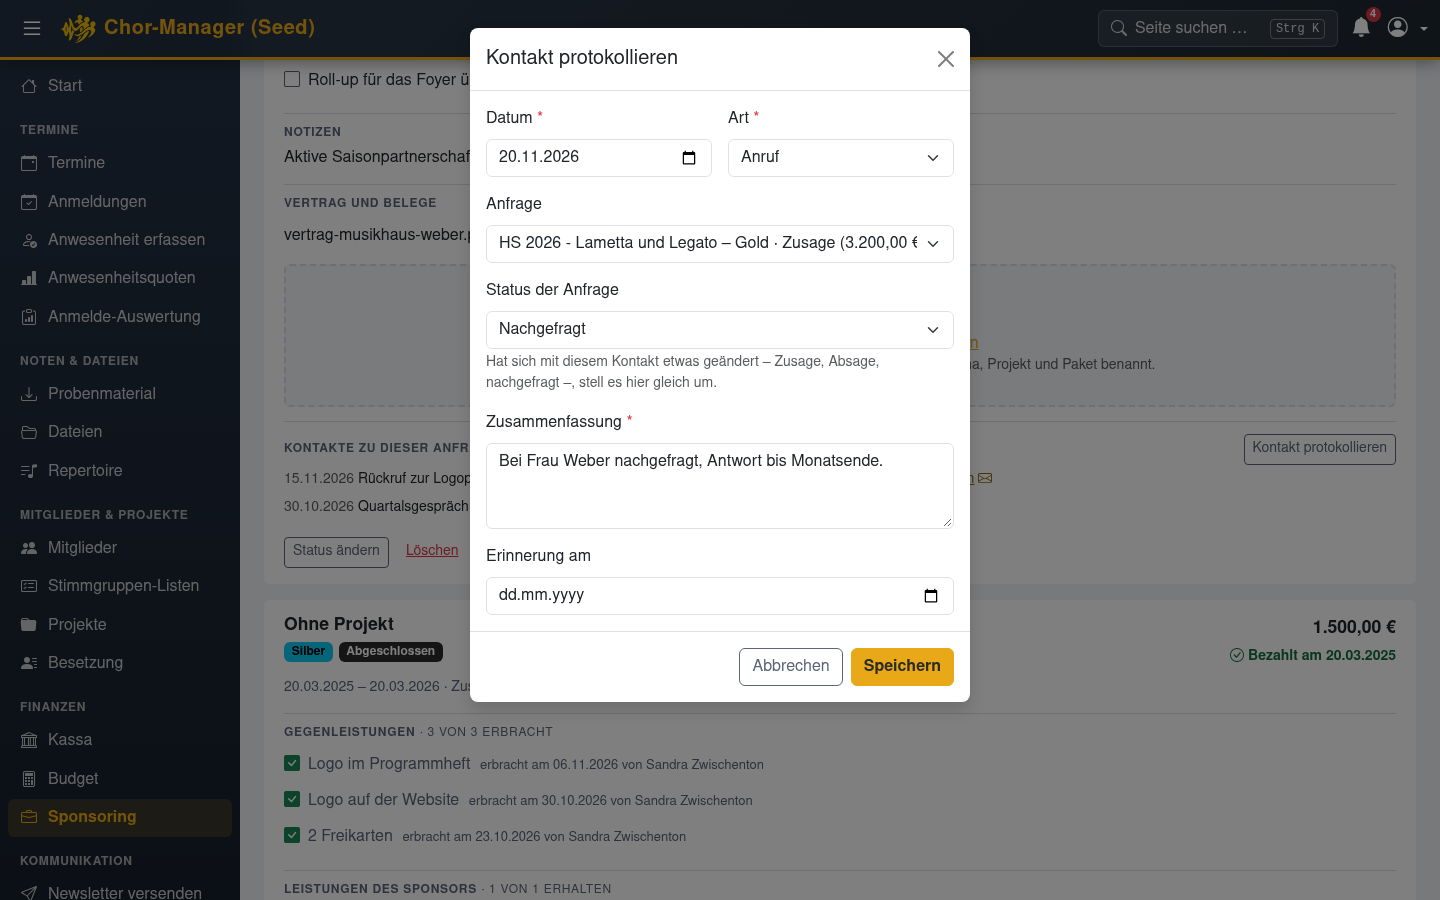 Chor-Manager (Seed)
Seite suchen …
Strg K
4
Start
TERMINE
Termine
Anmeldungen
Anwesenheit erfassen
Anwesenheitsquoten
Anmelde-Auswertung
NOTEN & DATEIEN
Probenmaterial
Dateien
Repertoire
MITGLIEDER & PROJEKTE
Mitglieder
Stimmgruppen-Listen
Projekte
Besetzung
FINANZEN
Kassa
Budget
Sponsoring
KOMMUNIKATION
Newsletter versenden
Roll-up für das Foyer
NOTIZEN
Aktive Saisonpartnerschaf
VERTRAG UND BELEGE
vertrag-musikhaus-weber.p
Projekt und Paket benannt.
KONTAKTE ZU DIESER ANFR
Kontakt protokollieren
15.11.2026 Rückruf zur Logop
30.10.2026 Quartalsgespräch
Status ändern
Löschen
Ohne Projekt
1.500,00 €
Silber
Abgeschlossen
Bezahlt am 20.03.2025
20.03.2025 – 20.03.2026 · Zus
GEGENLEISTUNGEN · 3 VON 3 ERBRACHT
Logo im Programmheft erbracht am 06.11.2026 von Sandra Zwischenton
Logo auf der Website erbracht am 30.10.2026 von Sandra Zwischenton
2 Freikarten erbracht am 23.10.2026 von Sandra Zwischenton
LEISTUNGEN DES SPONSORS · 1 VON 1 ERHALTEN
Kontakt protokollieren
Datum *
Art *
20.11.2026
Anruf
Anfrage
HS 2026 - Lametta und Legato – Gold · Zusage (3.200,00 €
Status der Anfrage
Nachgefragt
Hat sich mit diesem Kontakt etwas geändert – Zusage, Absage,
nachgefragt –, stell es hier gleich um.
Zusammenfassung *
Bei Frau Weber nachgefragt, Antwort bis Monatsende.
Erinnerung am
dd.mm.yyyy
Abbrechen
Speichern